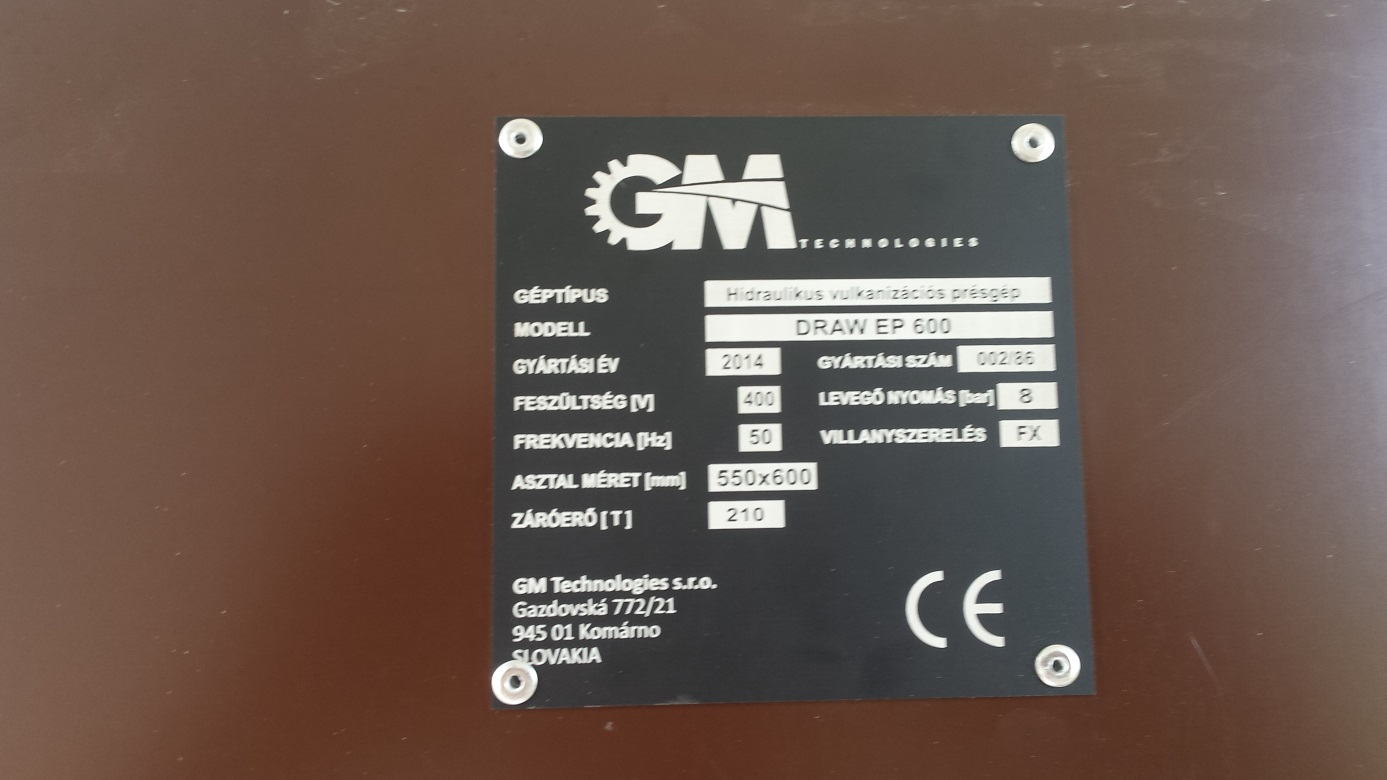 GM TECHNOLOGIES
GÉPTÍPUS Hidraulikus vulkanizációs présgép
MODELL DRAW EP 600
GYÁRTÁSI ÉV 2014 GYÁRTÁSI SZÁM 002/86
FESZÜLTSÉG [V] 400 LEVEGŐ NYOMÁS [bar] 8
FREKVENCIA [Hz] 50 VILLANYSZERELÉS FX
ASZTAL MÉRET [mm] 550x600
ZÁRÓERŐ [ T ] 210
GM Technologies s.r.o.
Gazdovská 772/21
945 01 Komárno
SLOVAKIA
CE